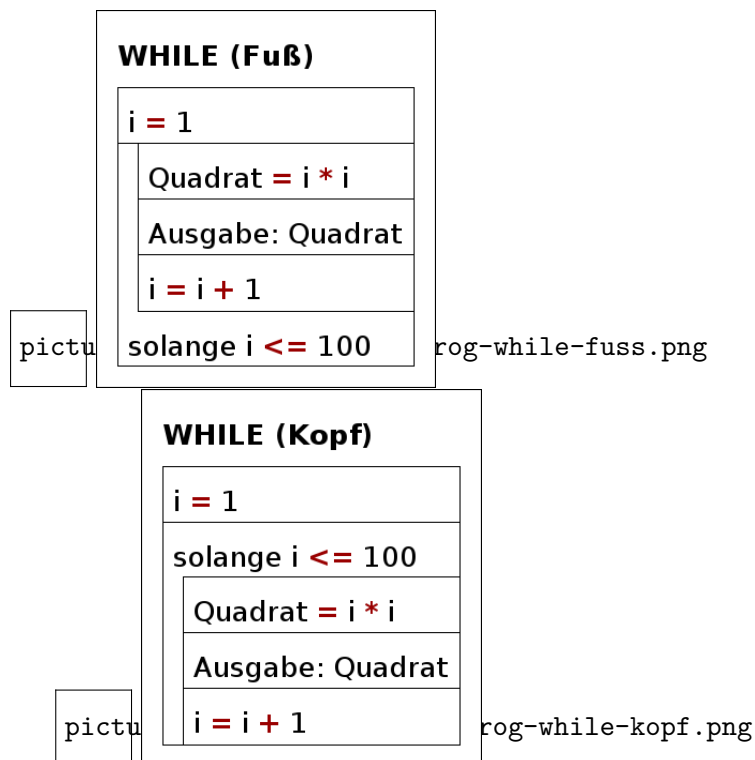 WHILE (Fuß)
i = 1
Quadrat = i * i
Ausgabe: Quadrat
i = i + 1
solange i <= 100
pictu rog-while-fuss.png
WHILE (Kopf)
i = 1
solange i <= 100
Quadrat = i * i
Ausgabe: Quadrat
i = i + 1
pictu rog-while-kopf.png